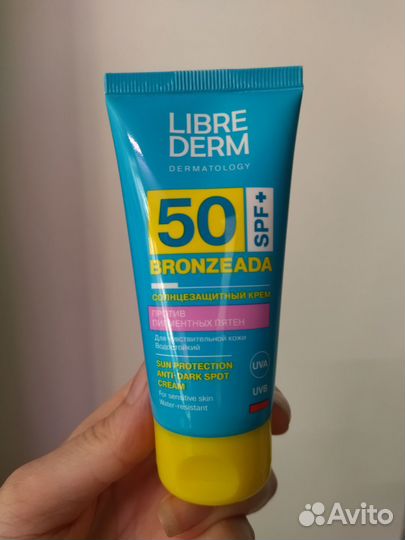 LIBRE
DERM
DERMATOLOGY
50
SPF+
BRONZEADA
СОЛНЦЕЗАЩИТНЫЙ КРЕМ
ПРОТИВ
ПИГМЕНТНЫХ ПЯТЕН
Для чувствительной кожи
Водостойкий
SUN PROTECTION
ANTI-DARK SPOT
CREAM
For sensitive skin
Water-resistant
UVA
UVB
Avito